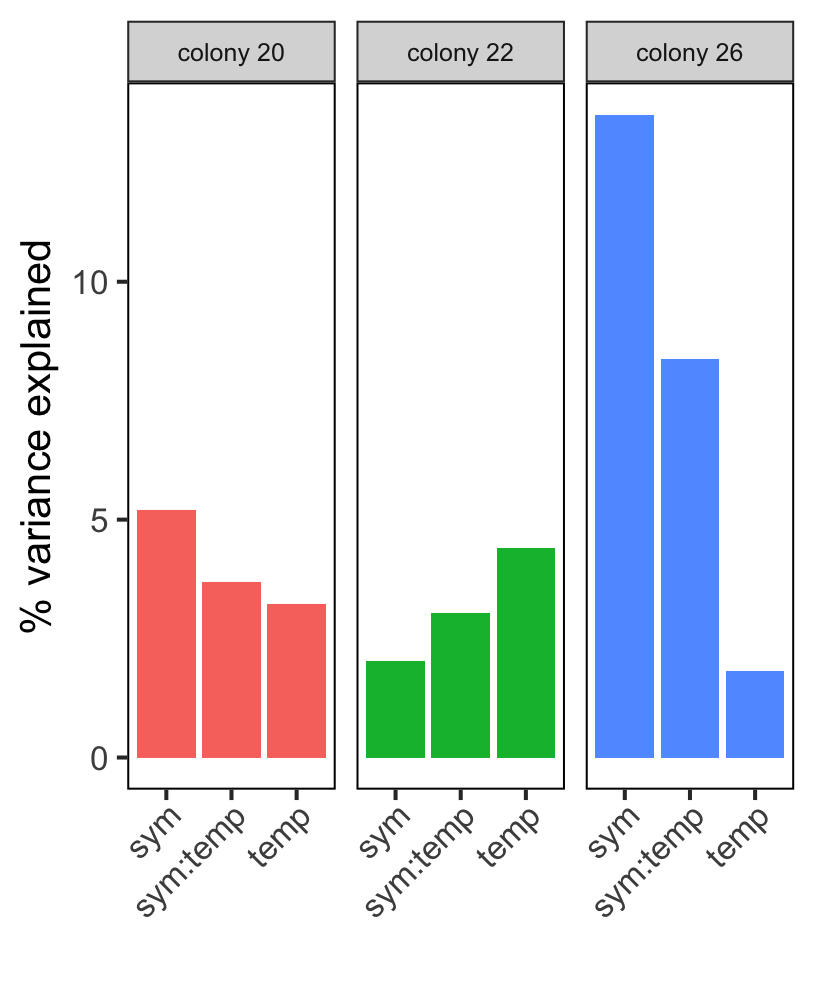 colony 20
colony 22
colony 26
% variance explained
10
5
0
sym
sym:temp
temp
sym
sym:temp
temp
sym
sym:temp
temp